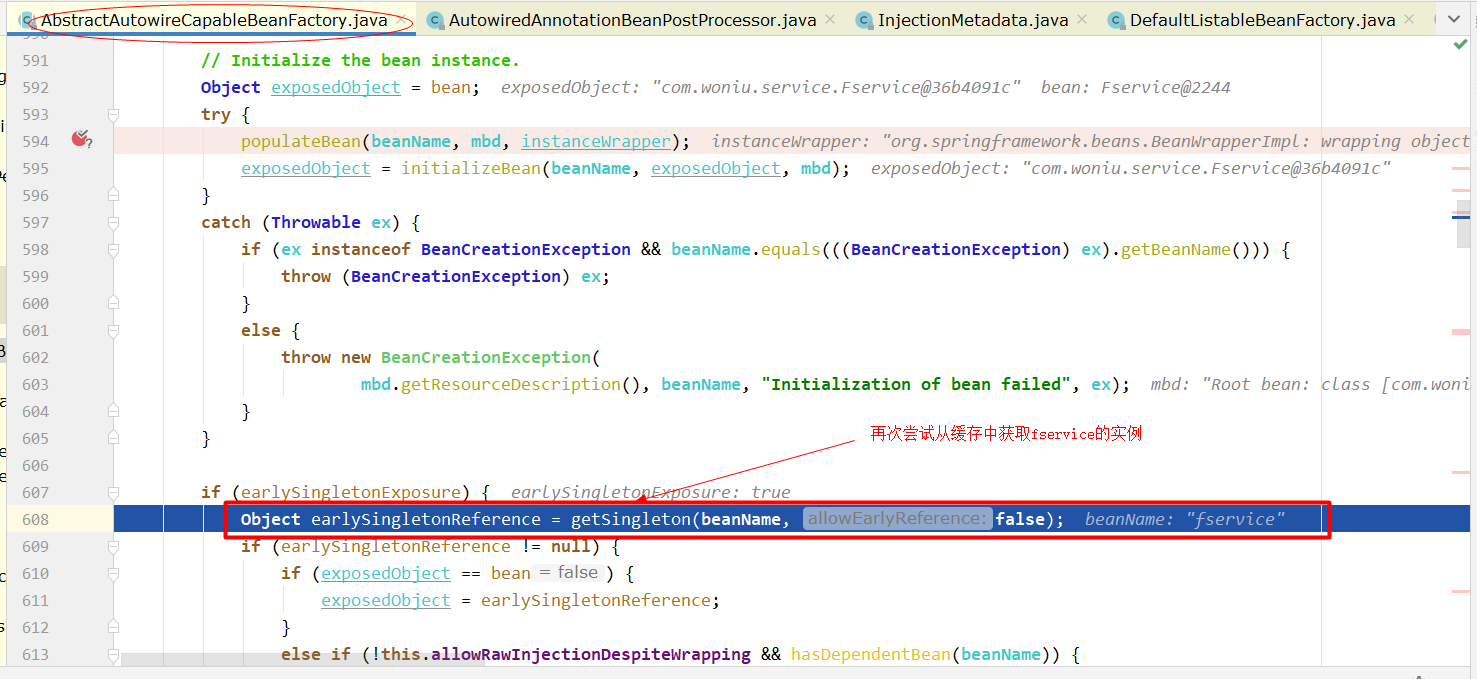 AbstractAutowireCapableBeanFactory.java AutowiredAnnotationBeanPostProcessor.java InjectionMetadata.java DefaultListableBeanFactory.java
591 // Initialize the bean instance.
592 Object exposedObject = bean; exposedObject: "com.woniu.service.Fservice@36b4091c" bean: Fservice@2244
593 try {
594 populateBean(beanName, mbd, instanceWrapper); instanceWrapper: "org.springframework.beans.BeanWrapperImpl: wrapping object
595 exposedObject = initializeBean(beanName, exposedObject, mbd); exposedObject: "com.woniu.service.Fservice@36b4091c"
596 }
597 catch (Throwable ex) {
598 if (ex instanceof BeanCreationException && beanName.equals(((BeanCreationException) ex).getBeanName())) {
599 throw (BeanCreationException) ex;
600 }
601 else {
602 throw new BeanCreationException(
603 mbd.getResourceDescription(), beanName, "Initialization of bean failed", ex); mbd: "Root bean: class [com.woni
604 }
605 }
再次尝试从缓存中获取fservice的实例
606
607 if (earlySingletonExposure) { earlySingletonExposure: true
608 Object earlySingletonReference = getSingleton(beanName, allowEarlyReference: false); beanName: "fservice"
609 if (earlySingletonReference != null) {
610 if (exposedObject == bean = false ) {
611 exposedObject = earlySingletonReference;
612 }
613 else if (!this.allowRawInjectionDespiteWrapping && hasDependentBean(beanName)) {